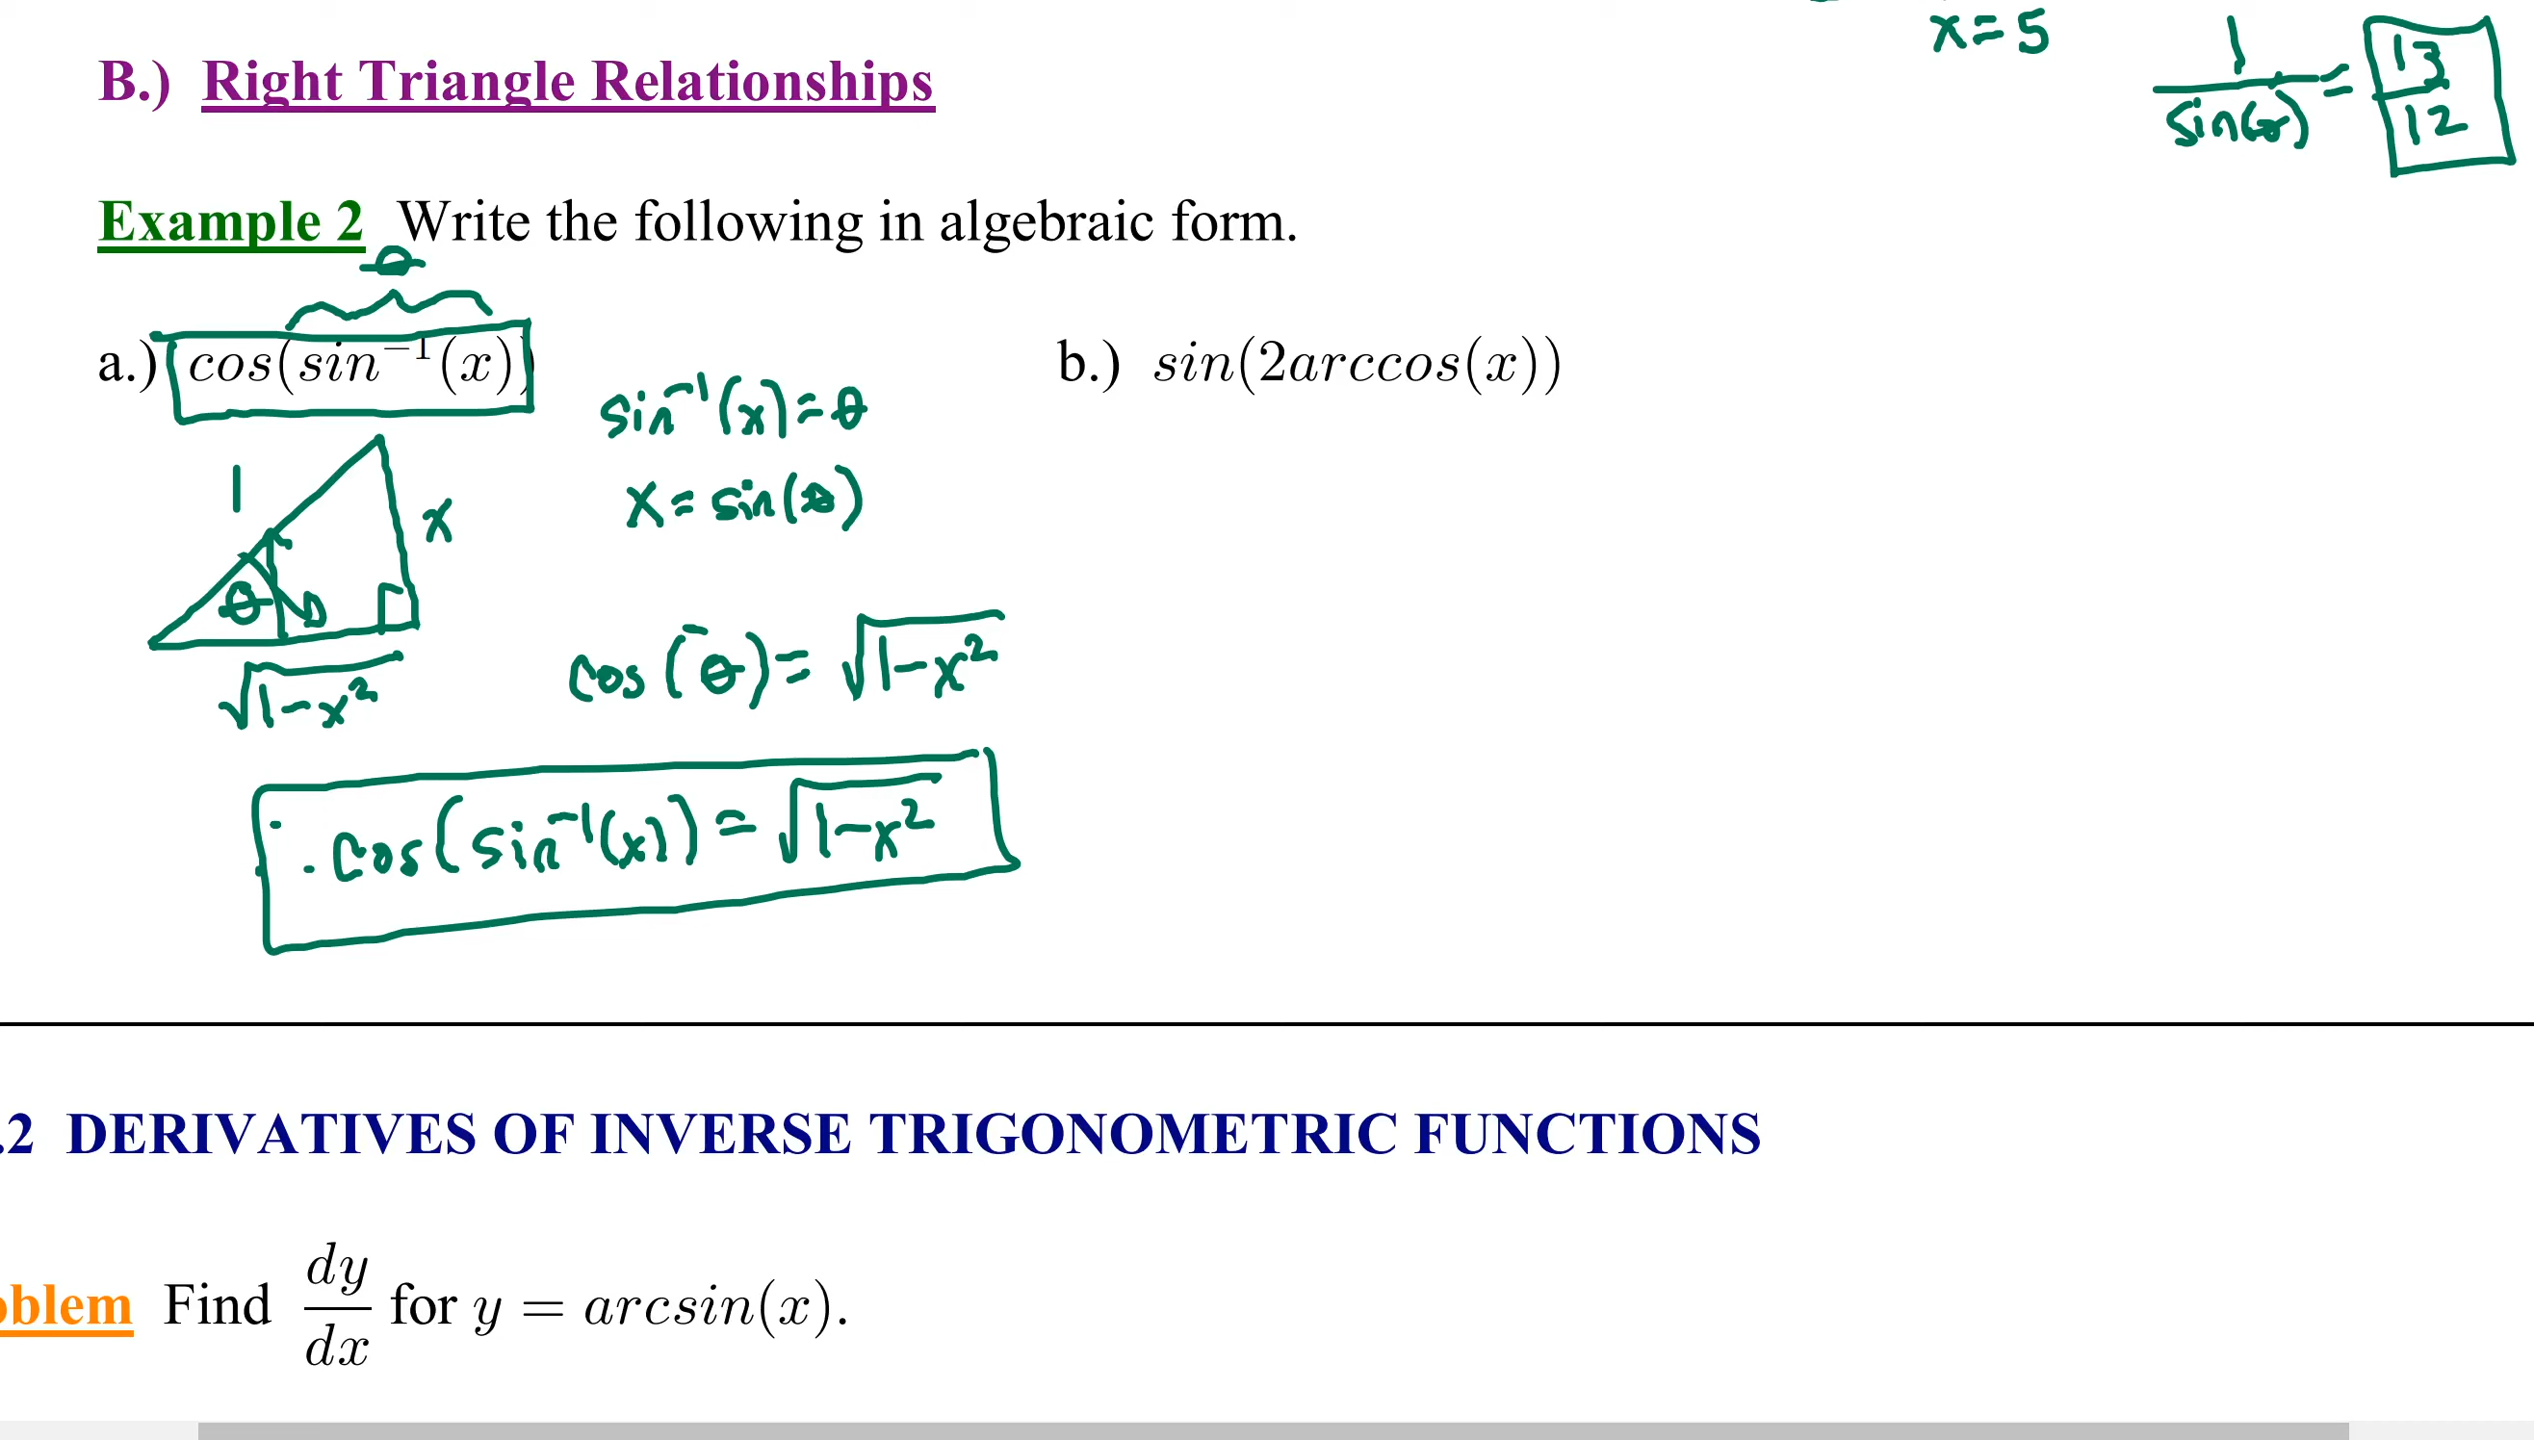 x=5
1/sin(θ) = 13/12
B.) Right Triangle Relationships
Example 2 Write the following in algebraic form.
θ
a.) cos(sin⁻¹(x))
b.) sin(2arccos(x))
sin⁻¹(x)=θ
1
x
x=sin(θ)
θ
cos(θ)=√(1-x²)
√(1-x²)
cos(sin⁻¹(x))=√(1-x²)
.2 DERIVATIVES OF INVERSE TRIGONOMETRIC FUNCTIONS
oblem Find dy/dx for y = arcsin(x).